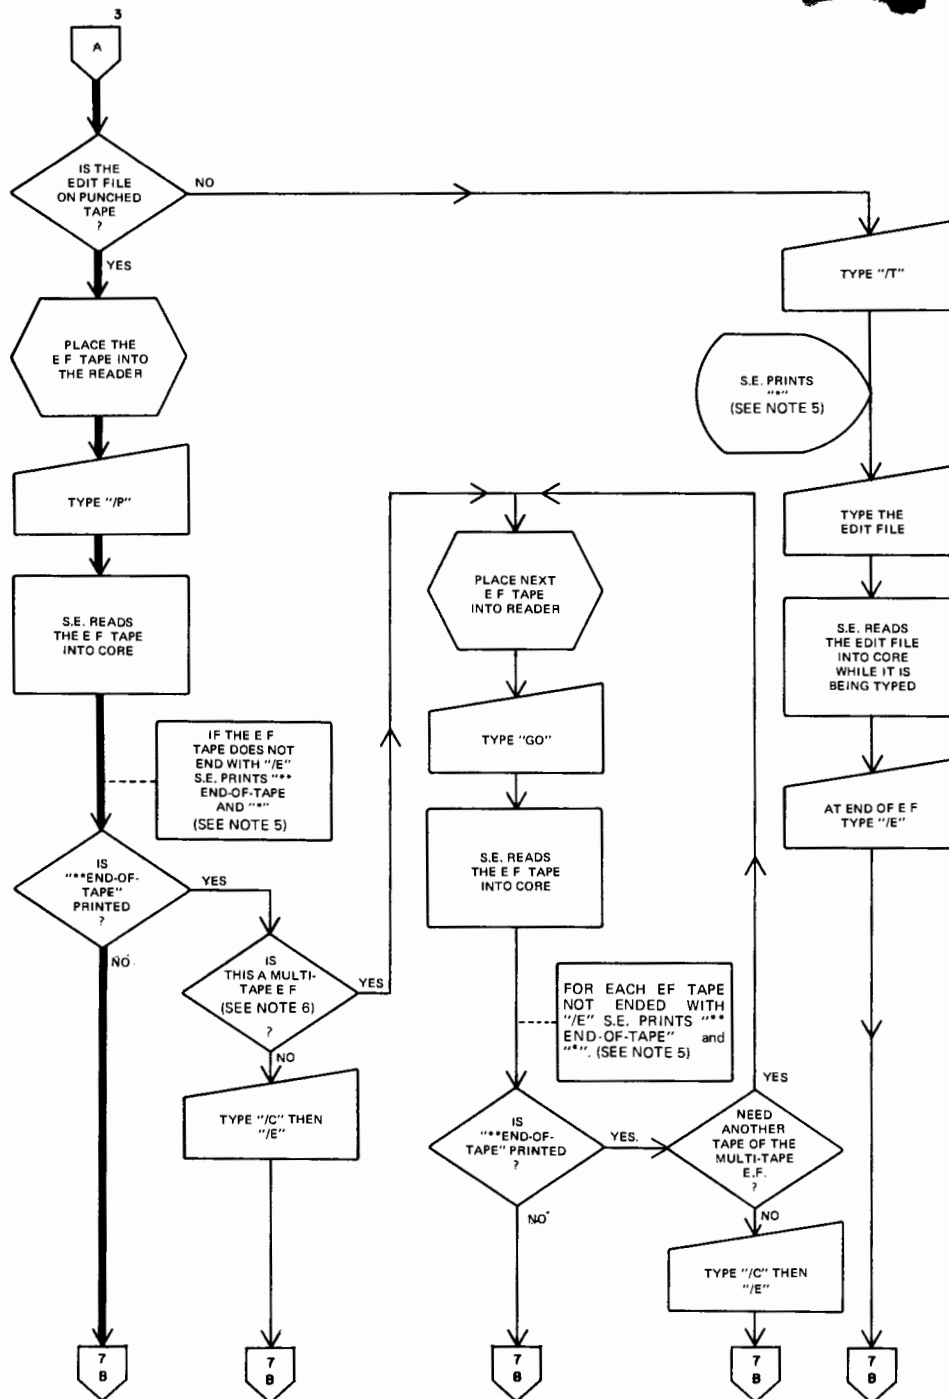 3
A
IS THE
EDIT FILE
ON PUNCHED
TAPE
?
NO
YES
TYPE "/T"
PLACE THE
E F TAPE INTO
THE READER
S.E. PRINTS
"*"
(SEE NOTE 5)
TYPE "/P"
TYPE THE
EDIT FILE
S.E. READS
THE E F TAPE
INTO CORE
PLACE NEXT
E F TAPE
INTO READER
S.E. READS
THE EDIT FILE
INTO CORE
WHILE IT IS
BEING TYPED
TYPE "GO"
IF THE E F
TAPE DOES NOT
END WITH "/E"
S.E. PRINTS "**
END-OF-TAPE
AND "*"
(SEE NOTE 5)
AT END OF E F
TYPE "/E"
S.E. READS
THE E F TAPE
INTO CORE
IS
"**END-OF-
TAPE"
PRINTED
?
YES
NO
IS
THIS A MULTI-
TAPE E F
(SEE NOTE 6)
?
YES
NO
FOR EACH EF TAPE
NOT ENDED WITH
"/E" S.E. PRINTS "**
END-OF-TAPE" and
"*". (SEE NOTE 5)
TYPE "/C" THEN
"/E"
IS
"**END-OF-
TAPE" PRINTED
?
YES.
NO
YES
NEED
ANOTHER
TAPE OF THE
MULTI-TAPE
E.F.
?
NO
TYPE "/C" THEN
"/E"
7
B
7
B
7
B
7
B
7
B